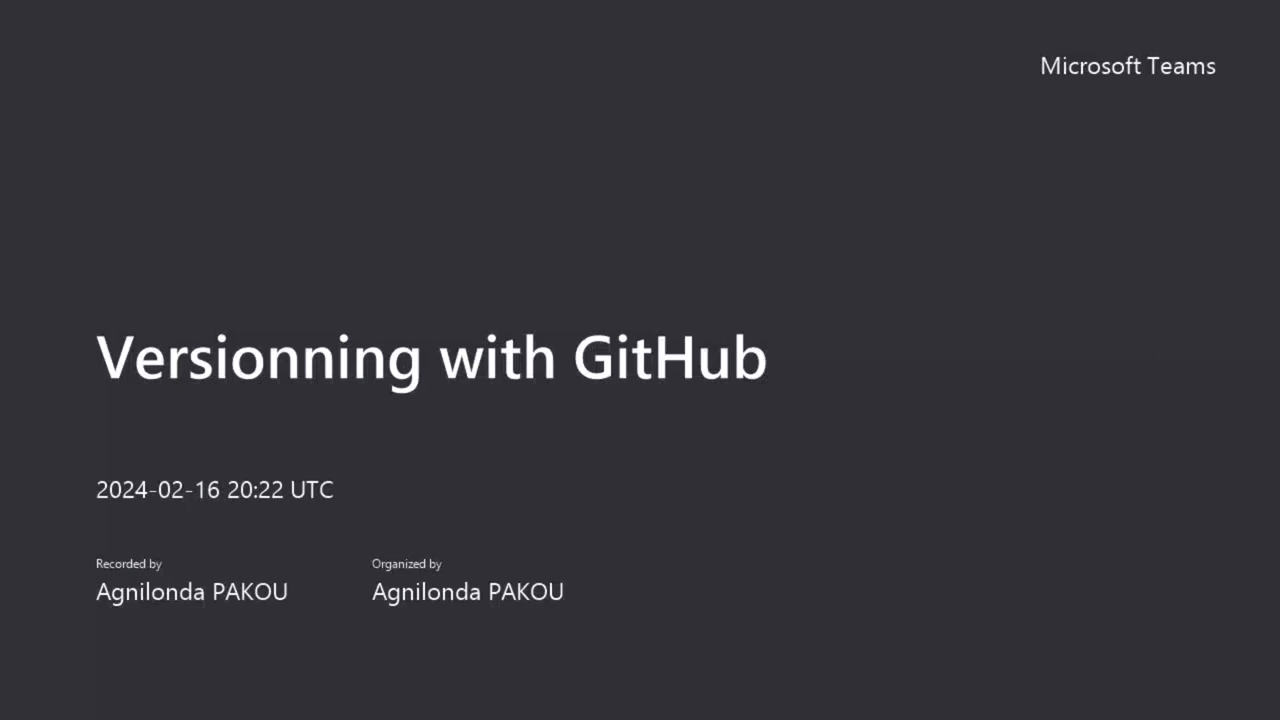 Microsoft Teams
Versionning with GitHub
2024-02-16 20:22 UTC
Recorded by
Agnilonda PAKOU
Organized by
Agnilonda PAKOU